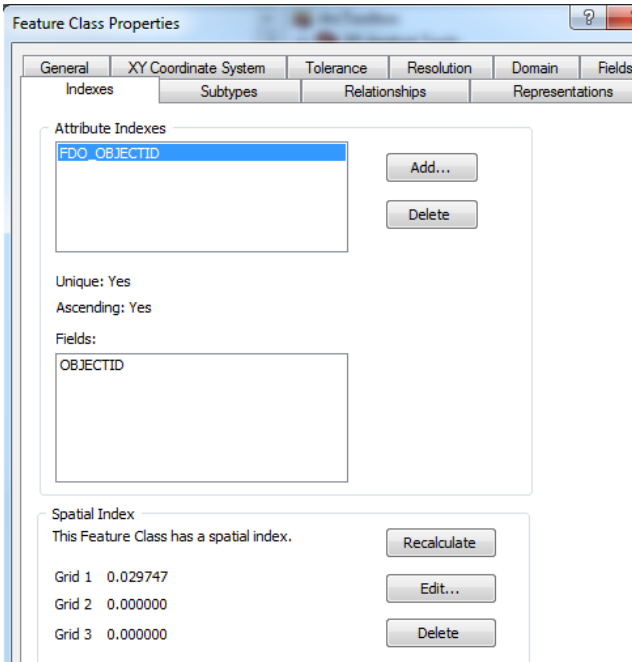 Feature Class Properties
?
General XY Coordinate System Tolerance Resolution Domain Fields
Indexes Subtypes Relationships Representations
Attribute Indexes
FDO_OBJECTID
Add...
Delete
Unique: Yes
Ascending: Yes
Fields:
OBJECTID
Spatial Index
This Feature Class has a spatial index.
Recalculate
Grid 1 0.029747
Edit...
Grid 2 0.000000
Grid 3 0.000000
Delete